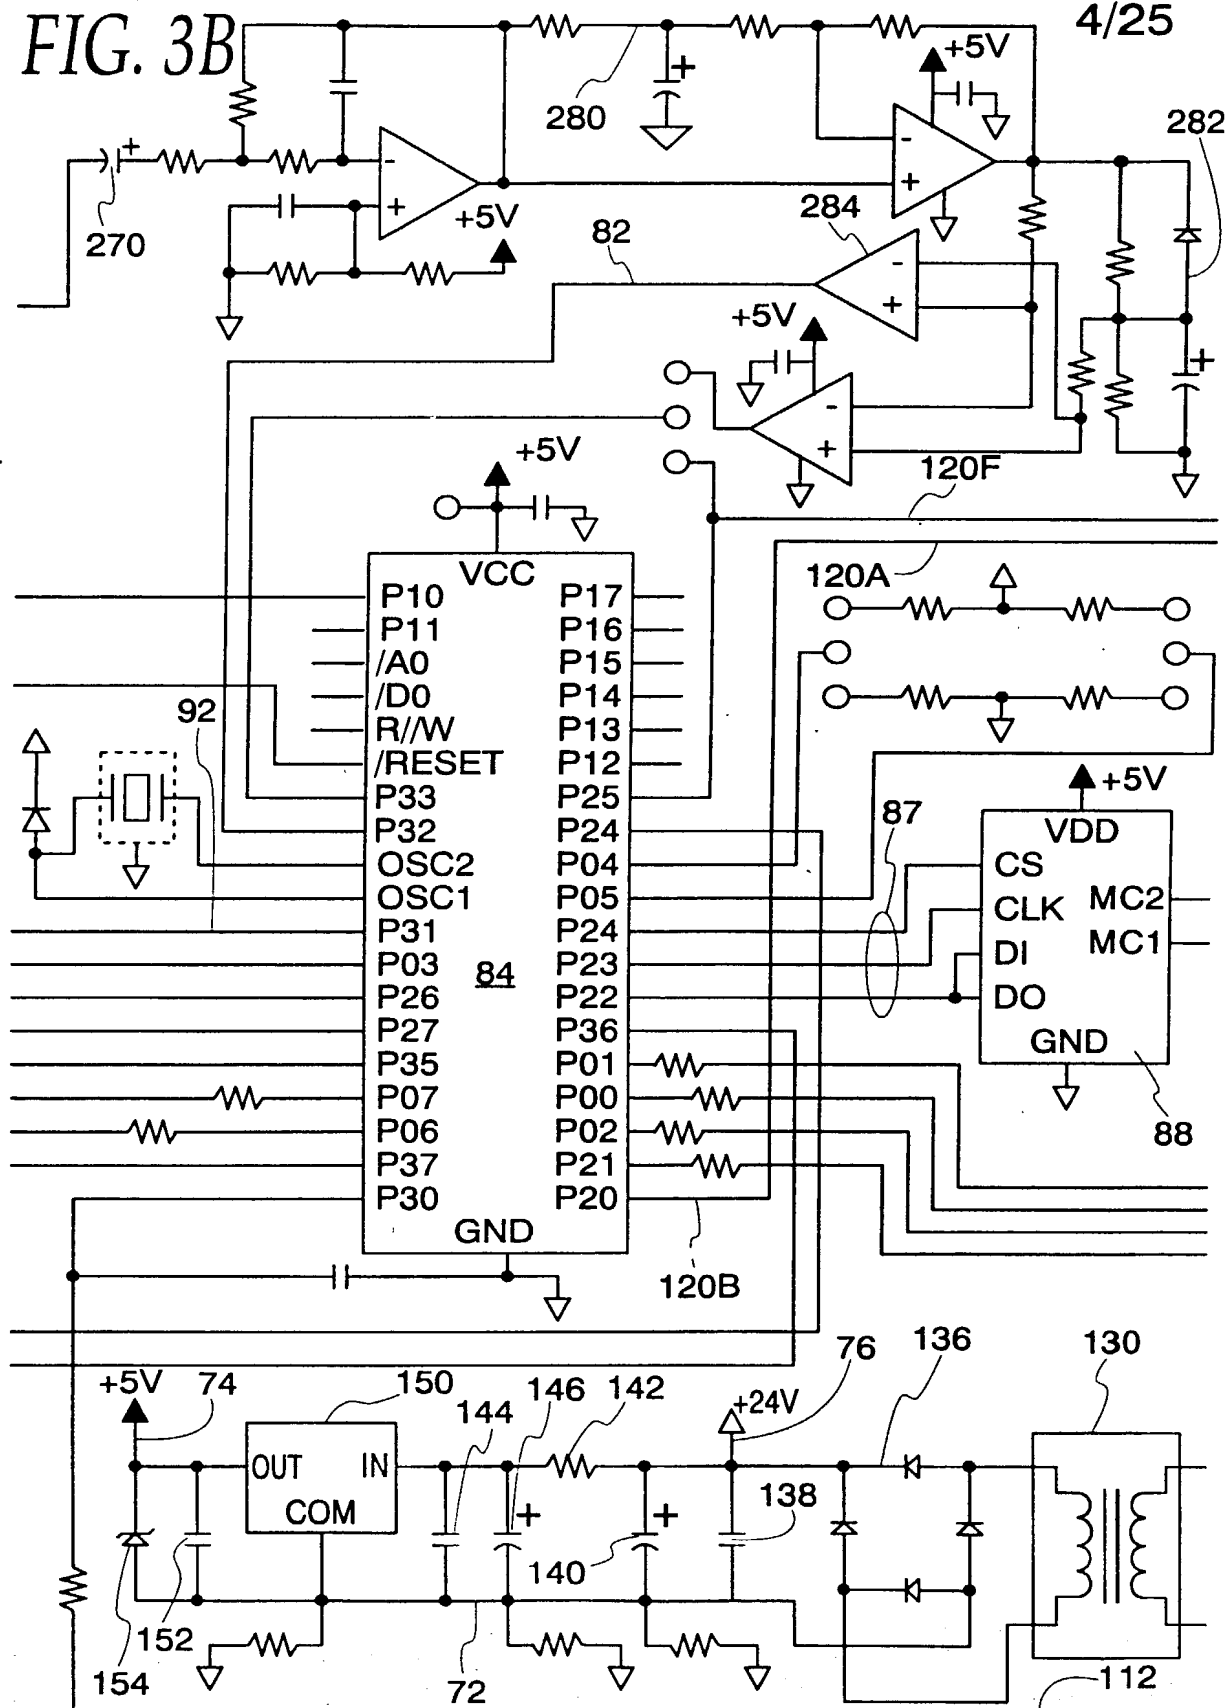 FIG. 3B
4/25
+5V
+
280
282
+
-
+
-
+
270
+5V
284
82
-
+
+5V
+
-
+
+5V
120F
120A
VCC
P10 P17
P11 P16
/A0 P15
/D0 P14
R//W P13
/RESET P12
P33 P25
P32 P24
OSC2 P04
OSC1 P05
P31 P24
P03 P23
P26 P22
P27 P36
P35 P01
P07 P00
P06 P02
P37 P21
P30 P20
GND
84
92
87
+5V
VDD
CS
CLK MC2
DI MC1
DO
GND
88
120B
+5V
74
150
144
146
142
+24V
76
136
130
OUT IN
COM
+
+
138
140
152
154
72
112